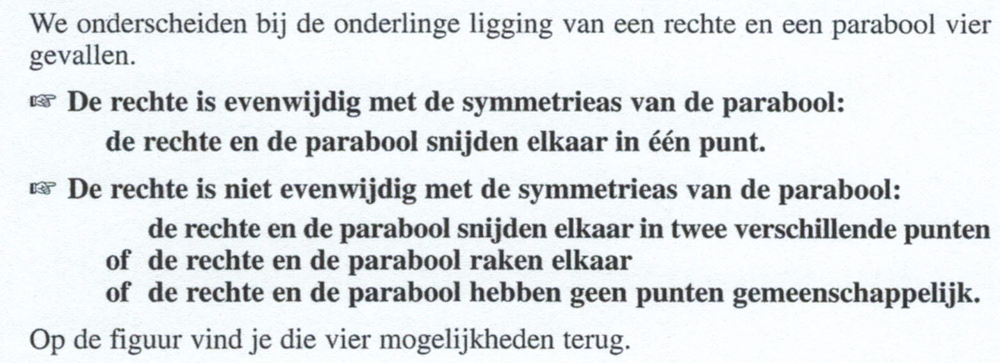 We onderscheiden bij de onderlinge ligging van een rechte en een parabool vier
gevallen.
☞ De rechte is evenwijdig met de symmetrieas van de parabool:
de rechte en de parabool snijden elkaar in één punt.
☞ De rechte is niet evenwijdig met de symmetrieas van de parabool:
de rechte en de parabool snijden elkaar in twee verschillende punten
of de rechte en de parabool raken elkaar
of de rechte en de parabool hebben geen punten gemeenschappelijk.
Op de figuur vind je die vier mogelijkheden terug.